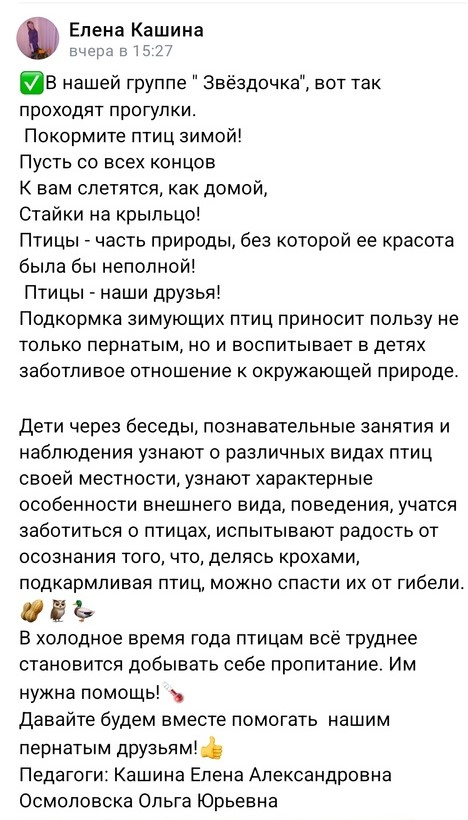 Елена Кашина
вчера в 15:27
✅В нашей группе " Звёздочка", вот так
проходят прогулки.
Покормите птиц зимой!
Пусть со всех концов
К вам слетятся, как домой,
Стайки на крыльцо!
Птицы - часть природы, без которой ее красота
была бы неполной!
Птицы - наши друзья!
Подкормка зимующих птиц приносит пользу не
только пернатым, но и воспитывает в детях
заботливое отношение к окружающей природе.
Дети через беседы, познавательные занятия и
наблюдения узнают о различных видах птиц
своей местности, узнают характерные
особенности внешнего вида, поведения, учатся
заботиться о птицах, испытывают радость от
осознания того, что, делясь крохами,
подкармливая птиц, можно спасти их от гибели.
🥜🦉🦆
В холодное время года птицам всё труднее
становится добывать себе пропитание. Им
нужна помощь!🌡️
Давайте будем вместе помогать  нашим
пернатым друзьям!👍
Педагоги: Кашина Елена Александровна
Осмоловска Ольга Юрьевна